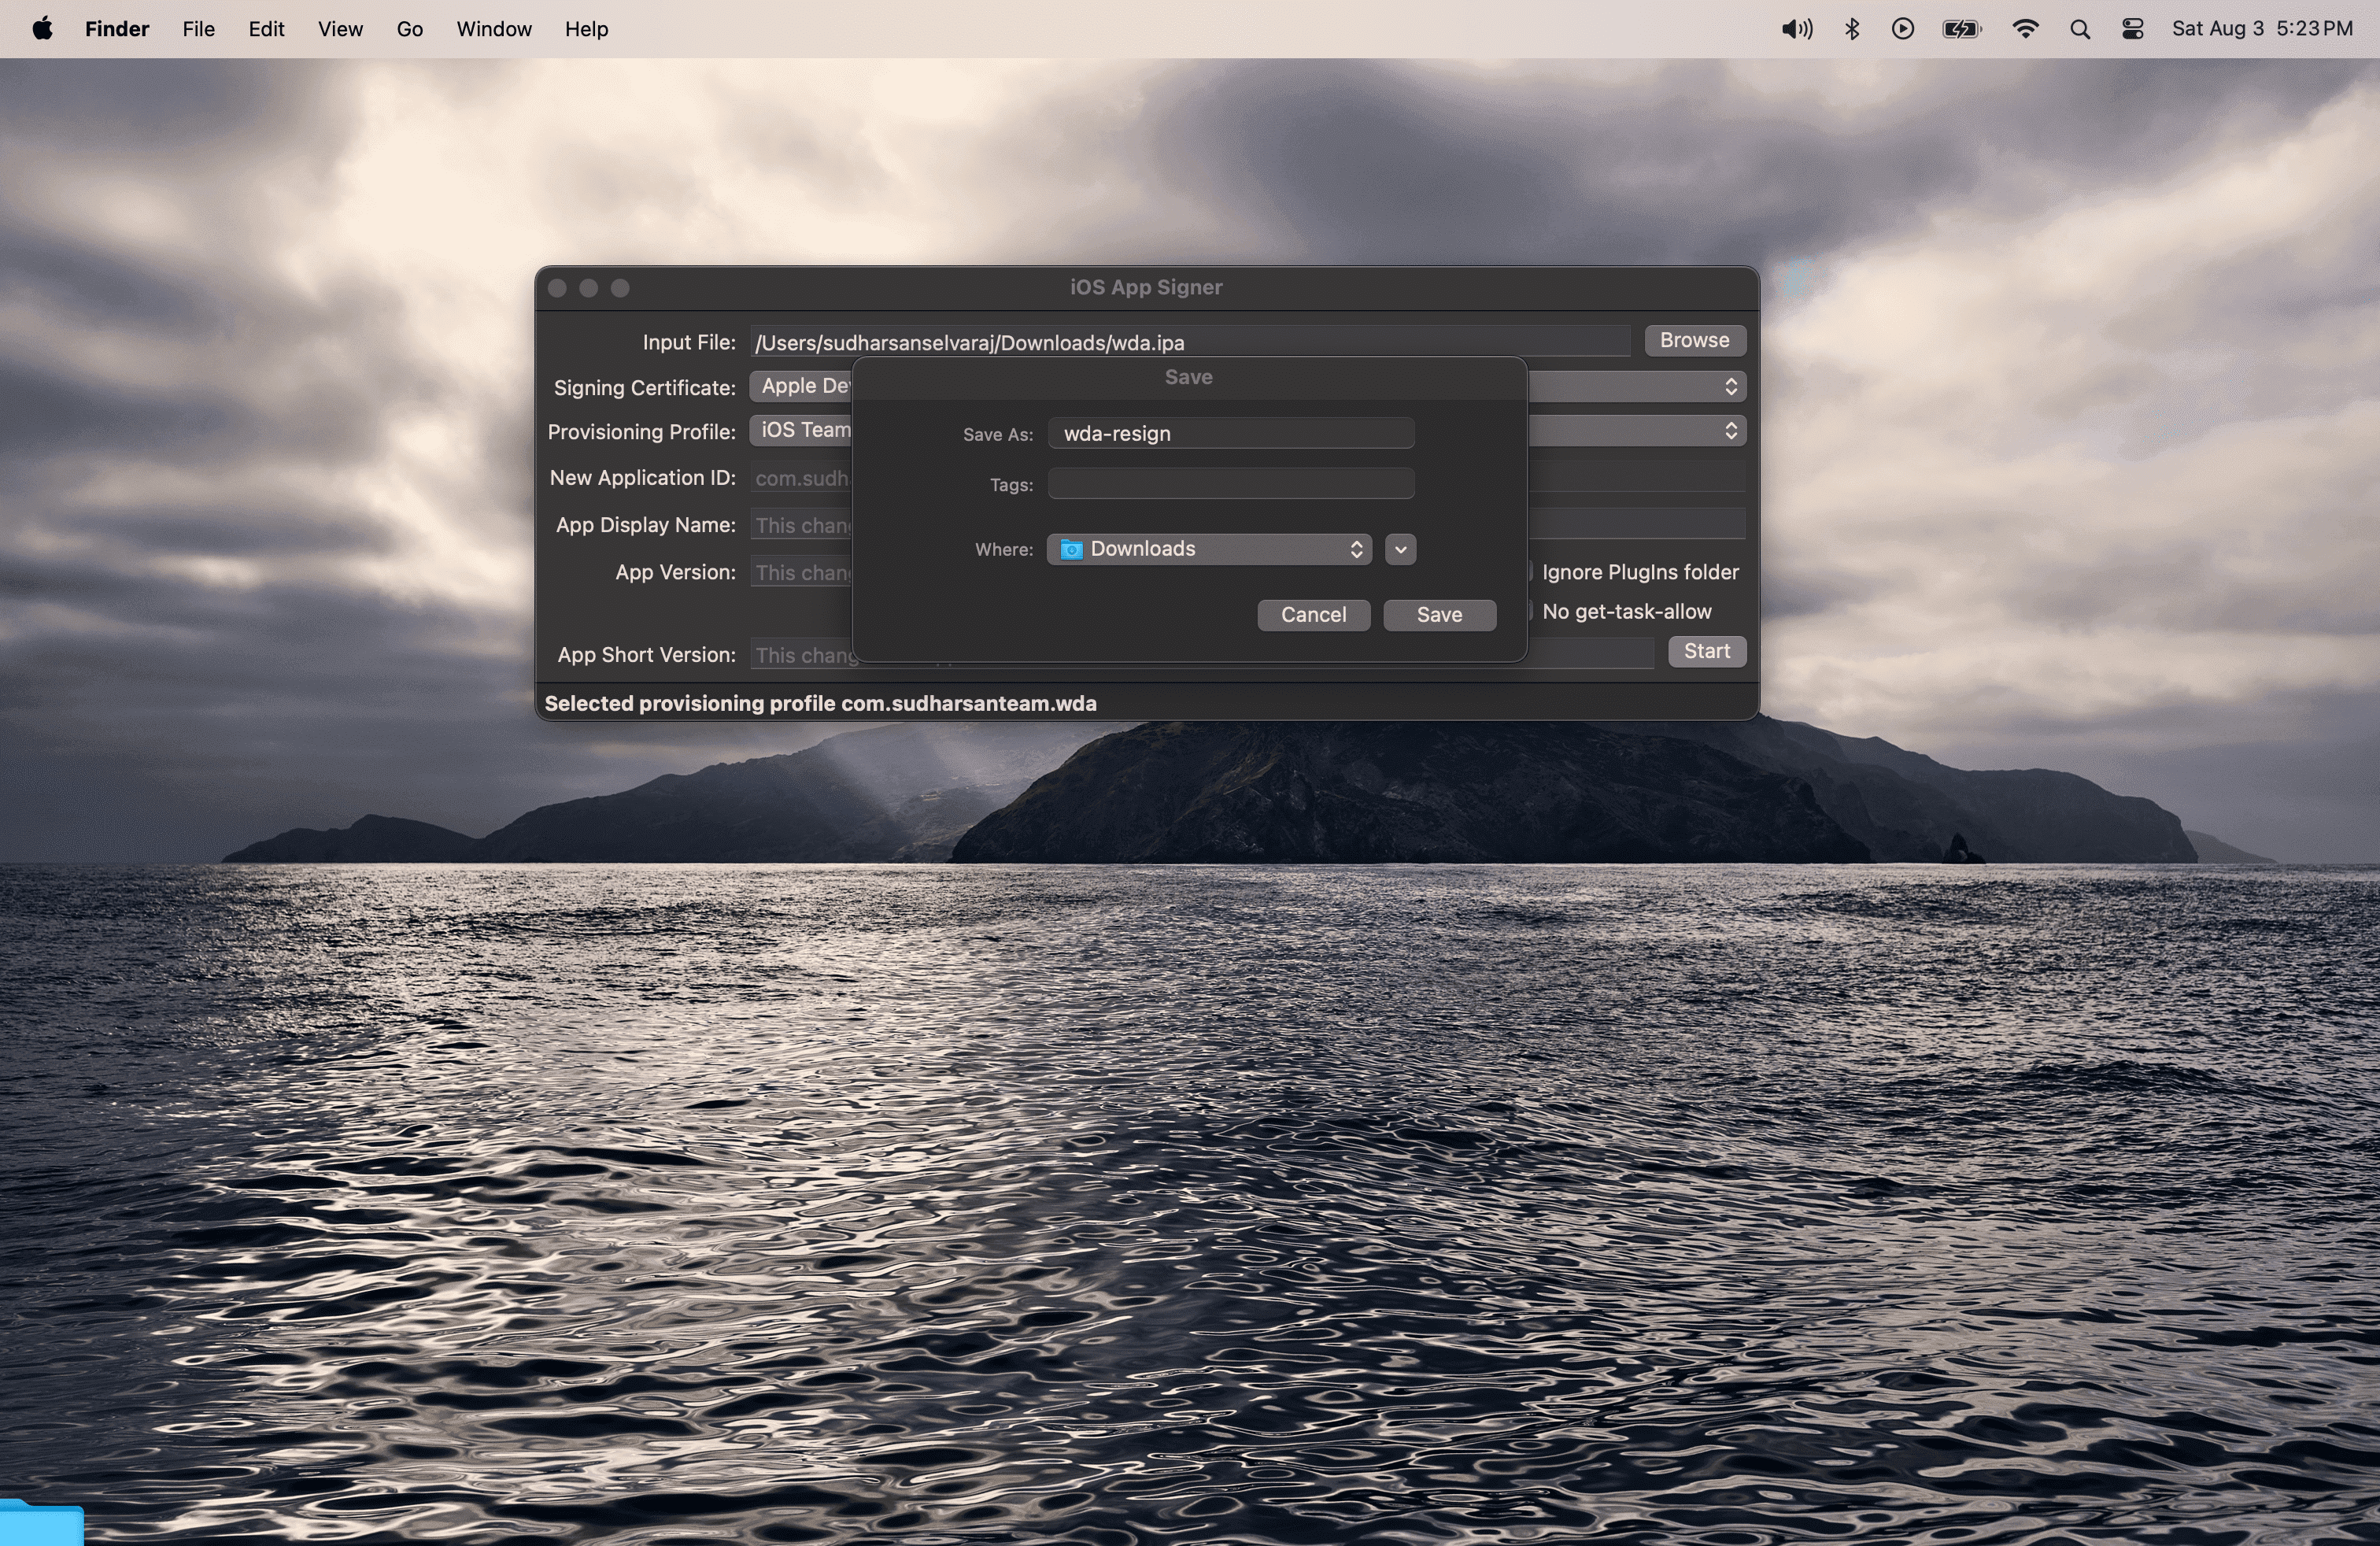 Finder File Edit View Go Window Help Sat Aug 3 5:23 PM
iOS App Signer
Input File: /Users/sudharsanselvaraj/Downloads/wda.ipa Browse
Save
Signing Certificate: Apple Dev
Save As: wda-resign
Provisioning Profile: iOS Team
New Application ID: com.sudh
Tags:
App Display Name: This chang
Where: Downloads
App Version: This chang Ignore PlugIns folder
No get-task-allow
Cancel Save
App Short Version: This chang Start
Selected provisioning profile com.sudharsanteam.wda